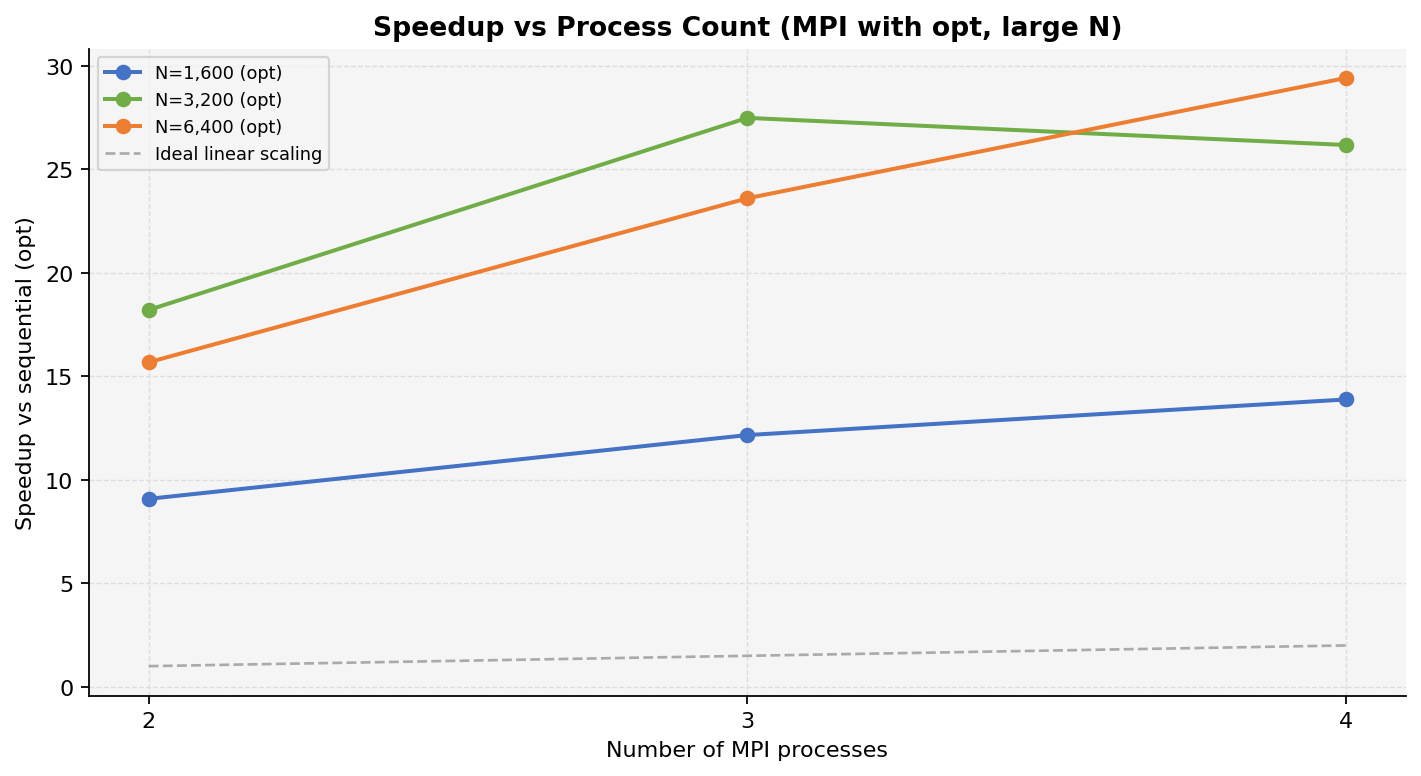 Speedup vs Process Count (MPI with opt, large N)
N=1,600 (opt)
N=3,200 (opt)
N=6,400 (opt)
Ideal linear scaling
Speedup vs sequential (opt)
30
25
20
15
10
5
0
2 3 4
Number of MPI processes